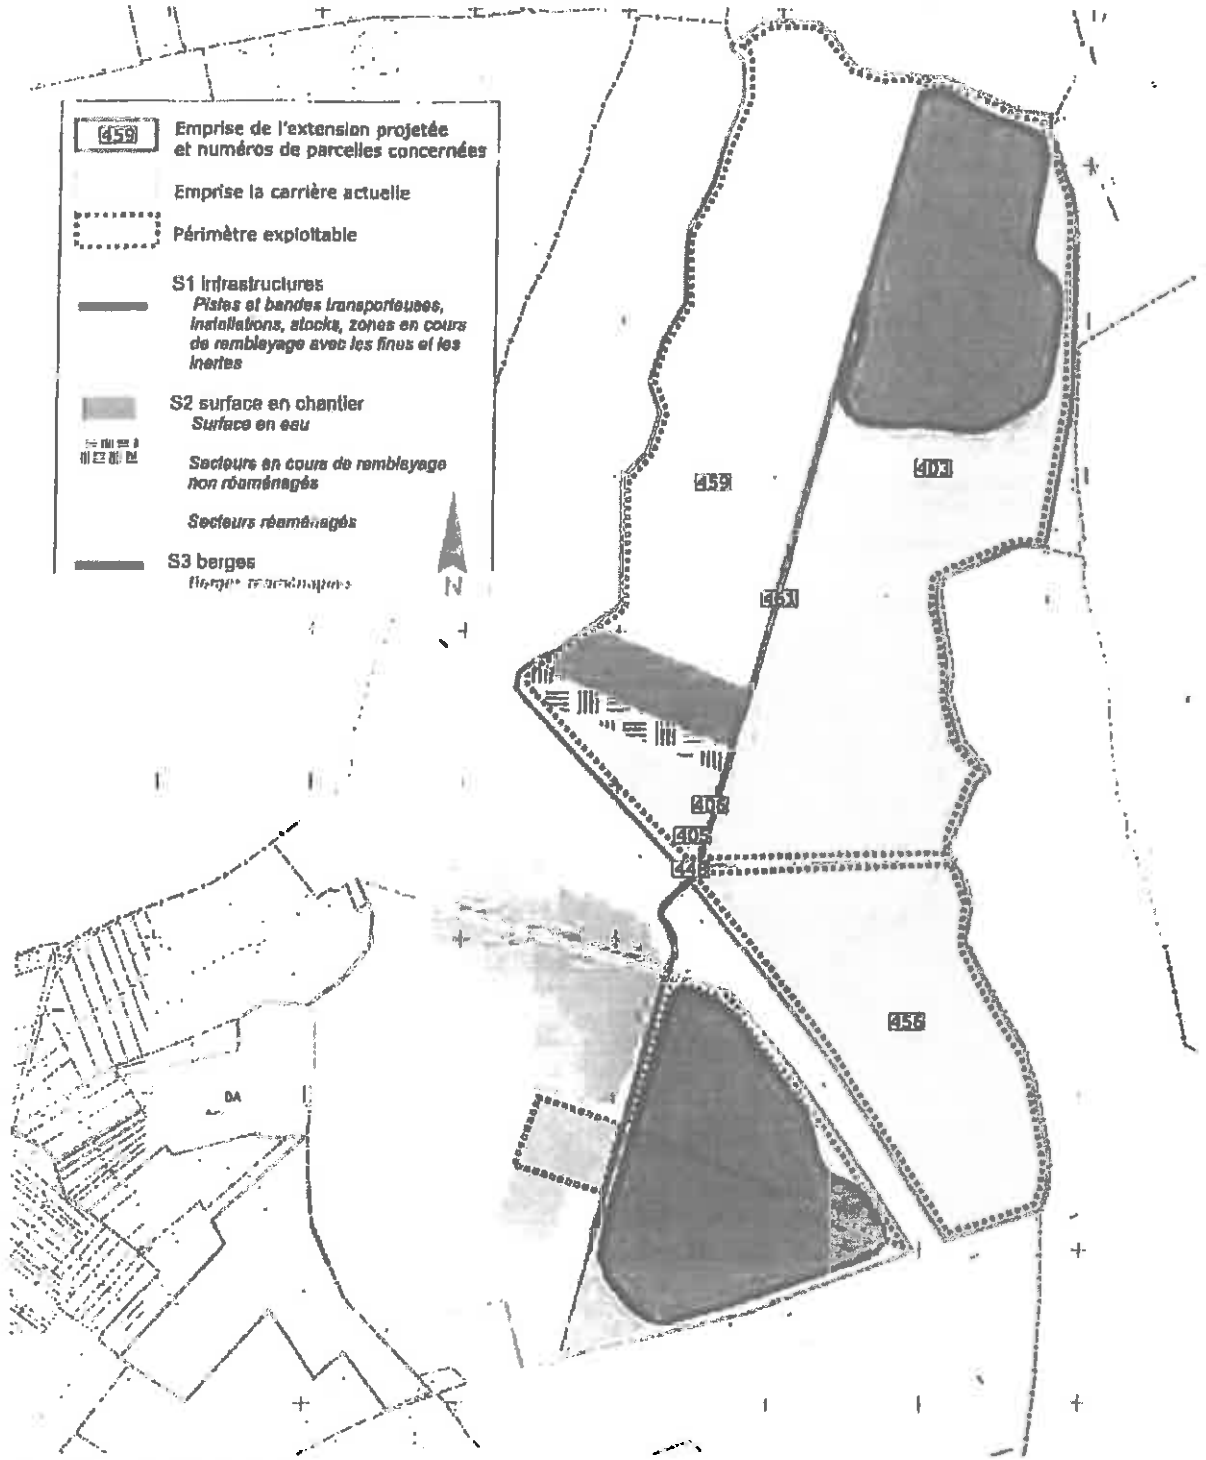 459
Emprise de l'extension projetée
et numéros de parcelles concernées
Emprise la carrière actuelle
Périmètre exploitable
S1 infrastructures
Pistes et bandes transporteuses,
installations, stocks, zones en cours
de remblayage avec les fines et les
inertes
S2 surface en chantier
Surface en eau
Secteurs en cours de remblayage
non réaménagés
Secteurs réaménagés
S3 berges
Berges réaménagées
N
459
403
461
406
405
448
456
DA